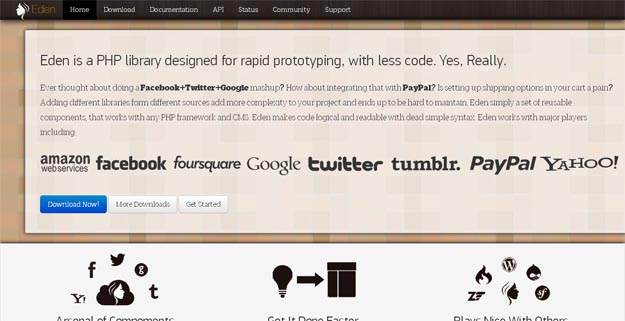 Eden
Home Download Documentation API Status Community Support
Eden is a PHP library designed for rapid prototyping, with less code. Yes, Really.
Ever thought about doing a Facebook+Twitter+Google mashup? How about integrating that with PayPal? Is setting up shipping options in your cart a pain?
Adding different libraries form different sources add more complexity to your project and ends up to be hard to maintain. Eden simply a set of reusable
components, that works with any PHP framework and CMS. Eden makes code logical and readable with dead simple syntax. Eden works with major players
including:
amazon webservices facebook foursquare Google twitter tumblr. PayPal YAHOO!
Download Now! More Downloads Get Started
f g
Y! t
W
ZF sf
Arsenal of Components Get It Done Faster Plays Nice With Others